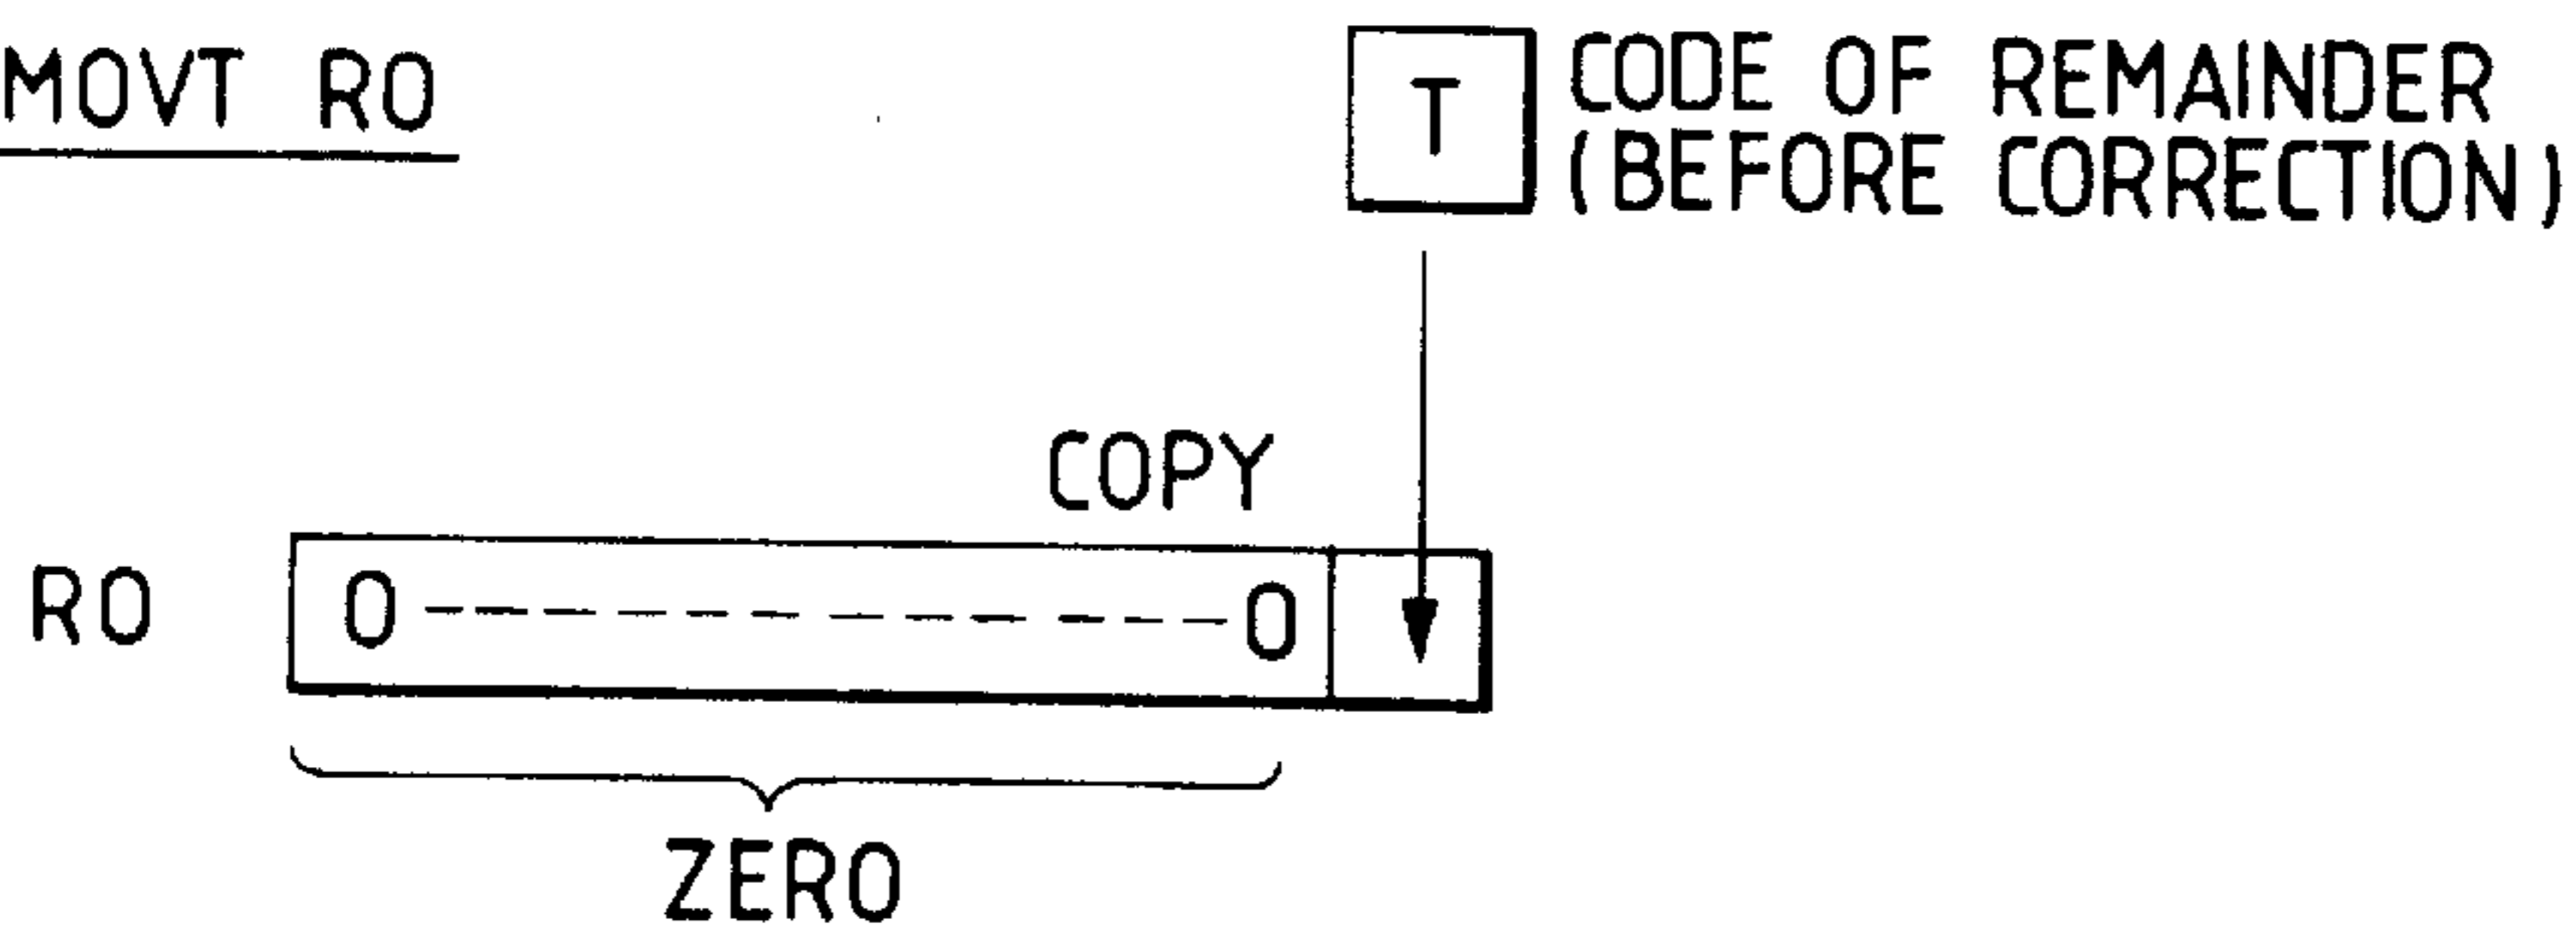 MOVT R0
T
CODE OF REMAINDER
(BEFORE CORRECTION)
COPY
R0
0 ---------- 0
ZERO